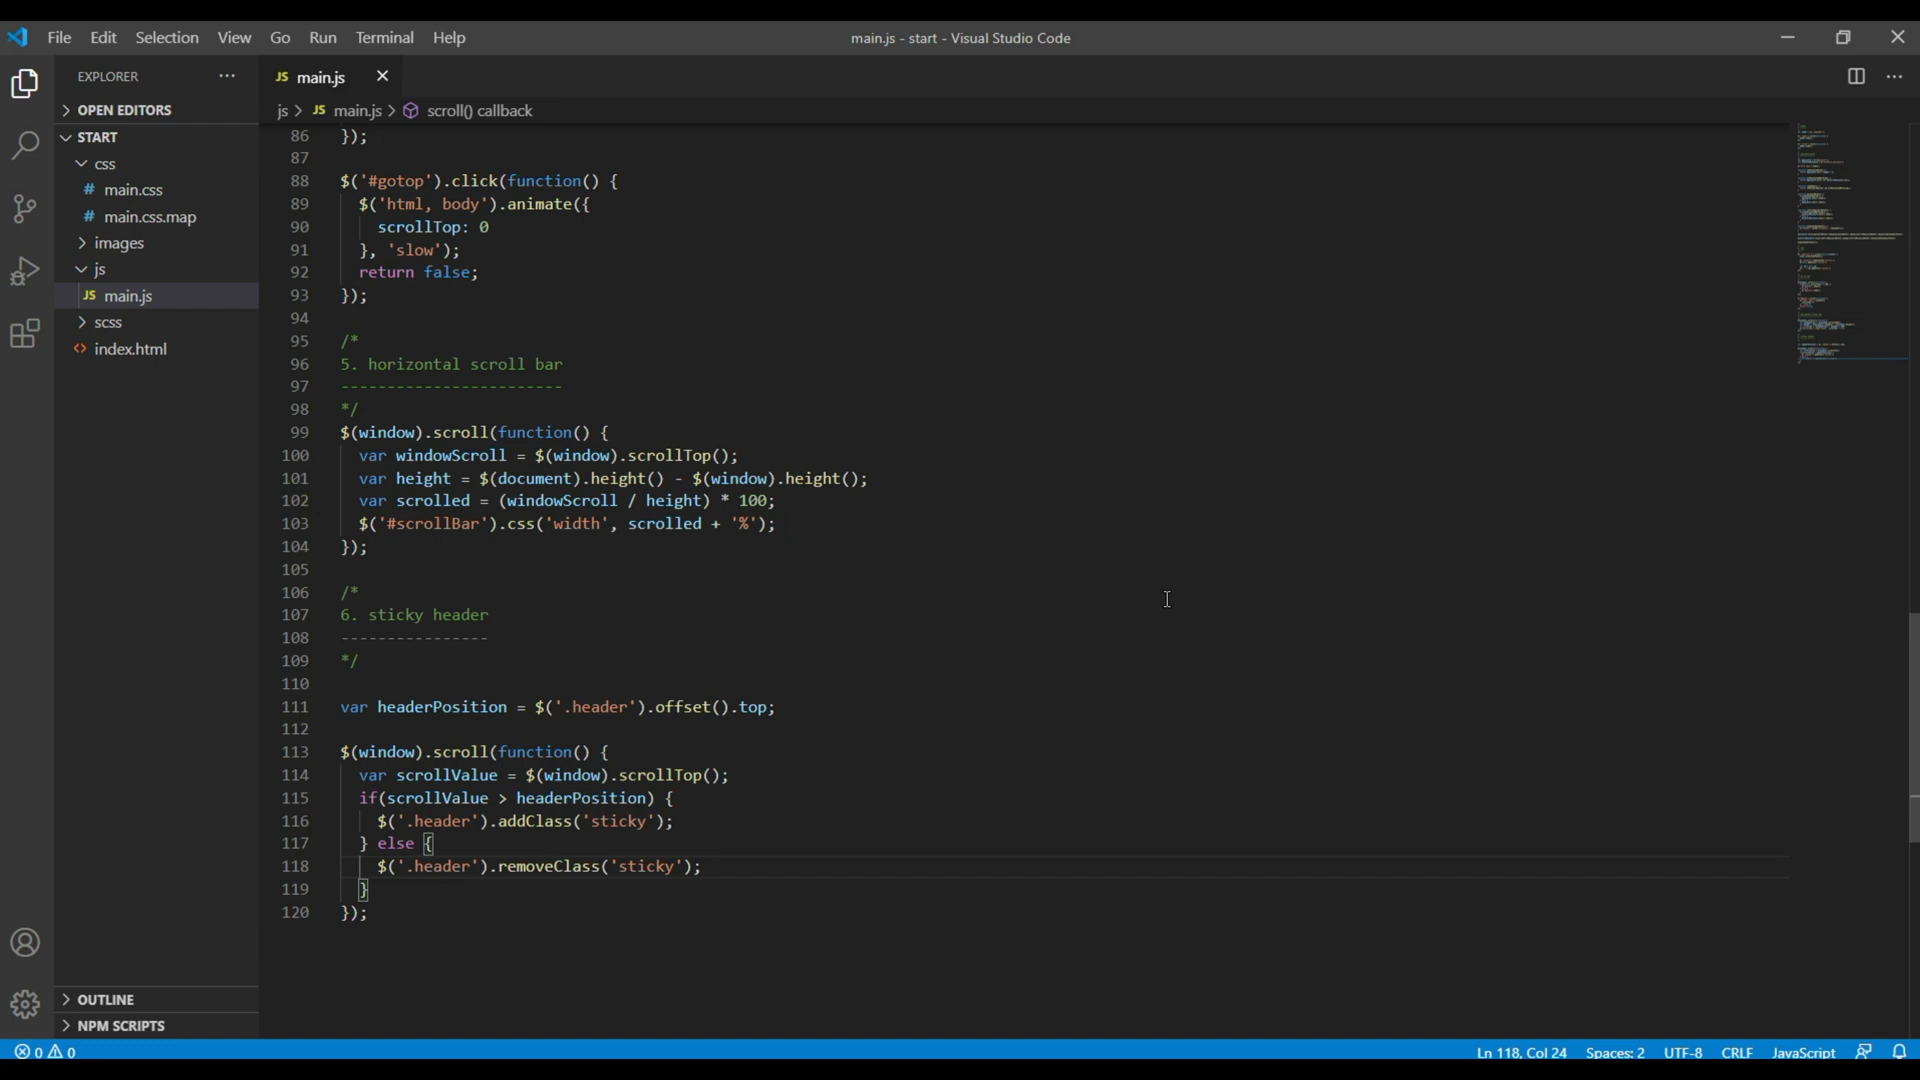 File Edit Selection View Go Run Terminal Help
main.js - start - Visual Studio Code
EXPLORER
OPEN EDITORS
START
css
# main.css
# main.css.map
images
js
JS main.js
scss
<> index.html
OUTLINE
NPM SCRIPTS
JS main.js
js > JS main.js > scroll() callback
86 });
87
88 $('#gotop').click(function() {
89 $('html, body').animate({
90 scrollTop: 0
91 }, 'slow');
92 return false;
93 });
94
95 /*
96 5. horizontal scroll bar
97 ------------------------
98 */
99 $(window).scroll(function() {
100 var windowScroll = $(window).scrollTop();
101 var height = $(document).height() - $(window).height();
102 var scrolled = (windowScroll / height) * 100;
103 $('#scrollBar').css('width', scrolled + '%');
104 });
105
106 /*
107 6. sticky header
108 ----------------
109 */
110
111 var headerPosition = $('.header').offset().top;
112
113 $(window).scroll(function() {
114 var scrollValue = $(window).scrollTop();
115 if(scrollValue > headerPosition) {
116 $('.header').addClass('sticky');
117 } else {
118 $('.header').removeClass('sticky');
119 }
120 });
0 0
Ln 118, Col 24 Spaces: 2 UTF-8 CRLF JavaScript